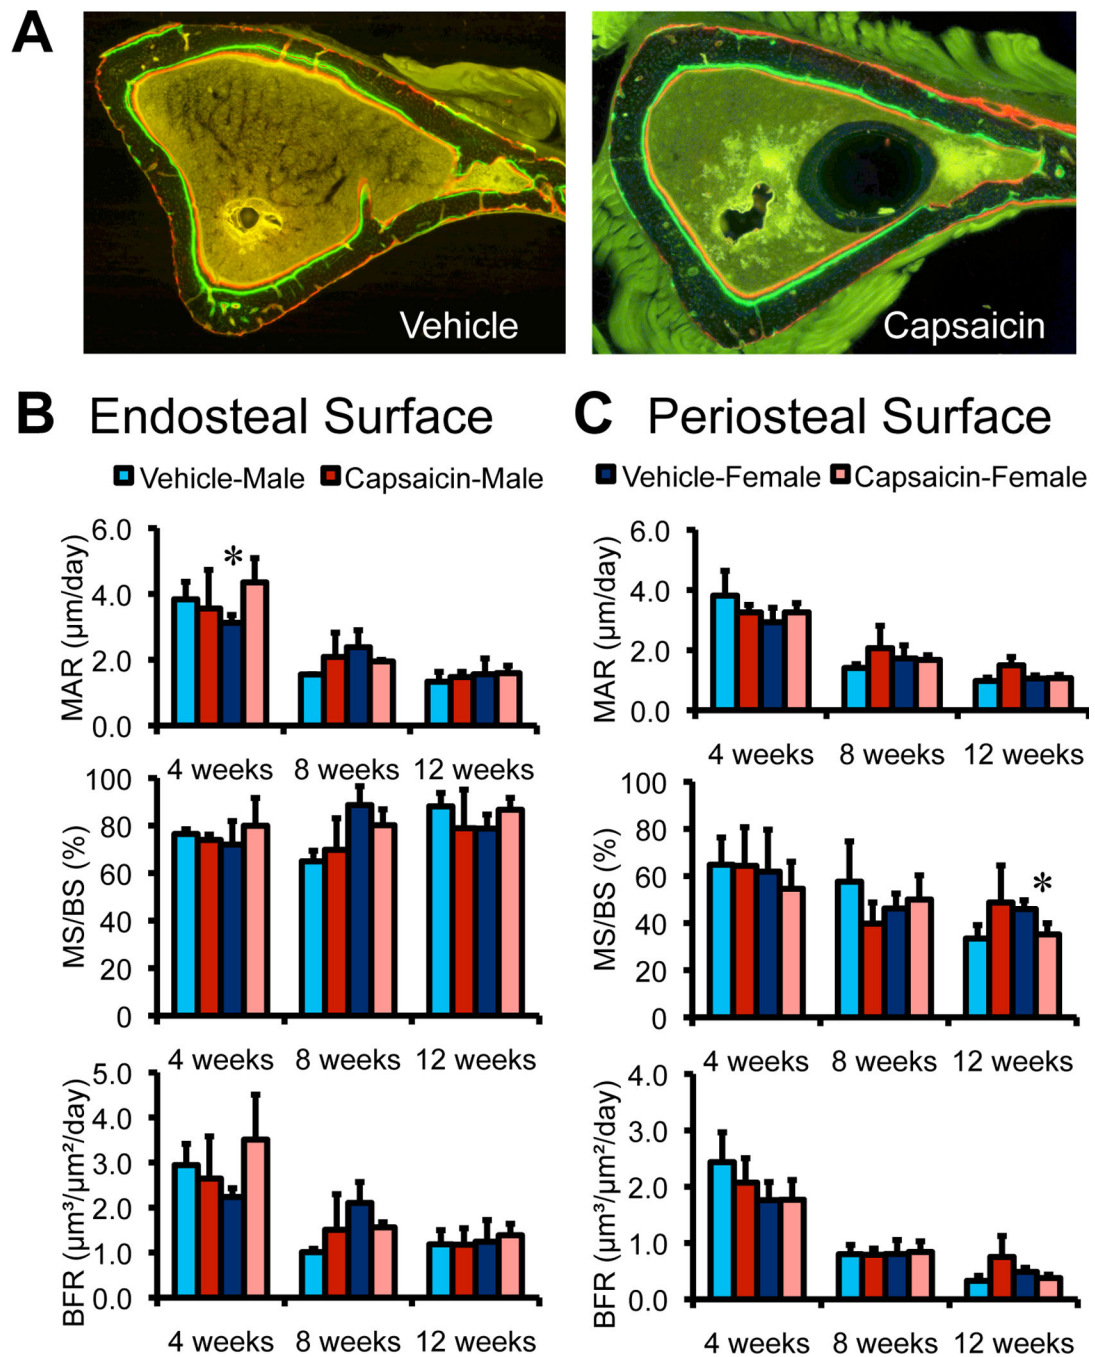 A
Vehicle
Capsaicin
B Endosteal Surface
Vehicle-Male Capsaicin-Male
MAR (µm/day)
6.0
4.0
2.0
0.0
4 weeks 8 weeks 12 weeks
*
MS/BS (%)
100
80
60
40
20
0
4 weeks 8 weeks 12 weeks
BFR (µm³/µm²/day)
5.0
4.0
3.0
2.0
1.0
0.0
4 weeks 8 weeks 12 weeks
C Periosteal Surface
Vehicle-Female Capsaicin-Female
MAR (µm/day)
6.0
4.0
2.0
0.0
4 weeks 8 weeks 12 weeks
MS/BS (%)
100
80
60
40
20
0
*
4 weeks 8 weeks 12 weeks
BFR (µm³/µm²/day)
4.0
3.0
2.0
1.0
0.0
4 weeks 8 weeks 12 weeks